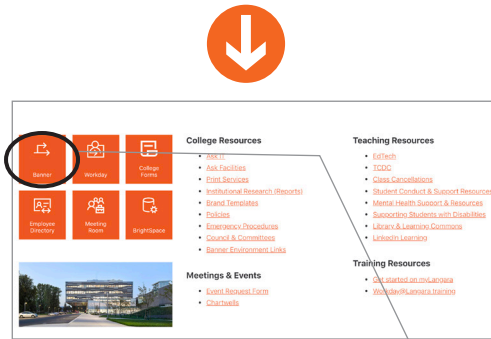 Banner
Workday
College
Forms
Employee
Directory
Meeting
Room
BrightSpace
College Resources
Ask IT
Ask Facilities
Print Services
Institutional Research (Reports)
Brand Templates
Policies
Emergency Procedures
Council & Committees
Banner Environment Links
Meetings & Events
Event Request Form
Chartwells
Teaching Resources
EdTech
TCDC
Class Cancellations
Student Conduct & Support Resources
Mental Health Support & Resources
Supporting Students with Disabilities
Library & Learning Commons
LinkedIn Learning
Training Resources
Get started on myLangara
Workday@Langara training